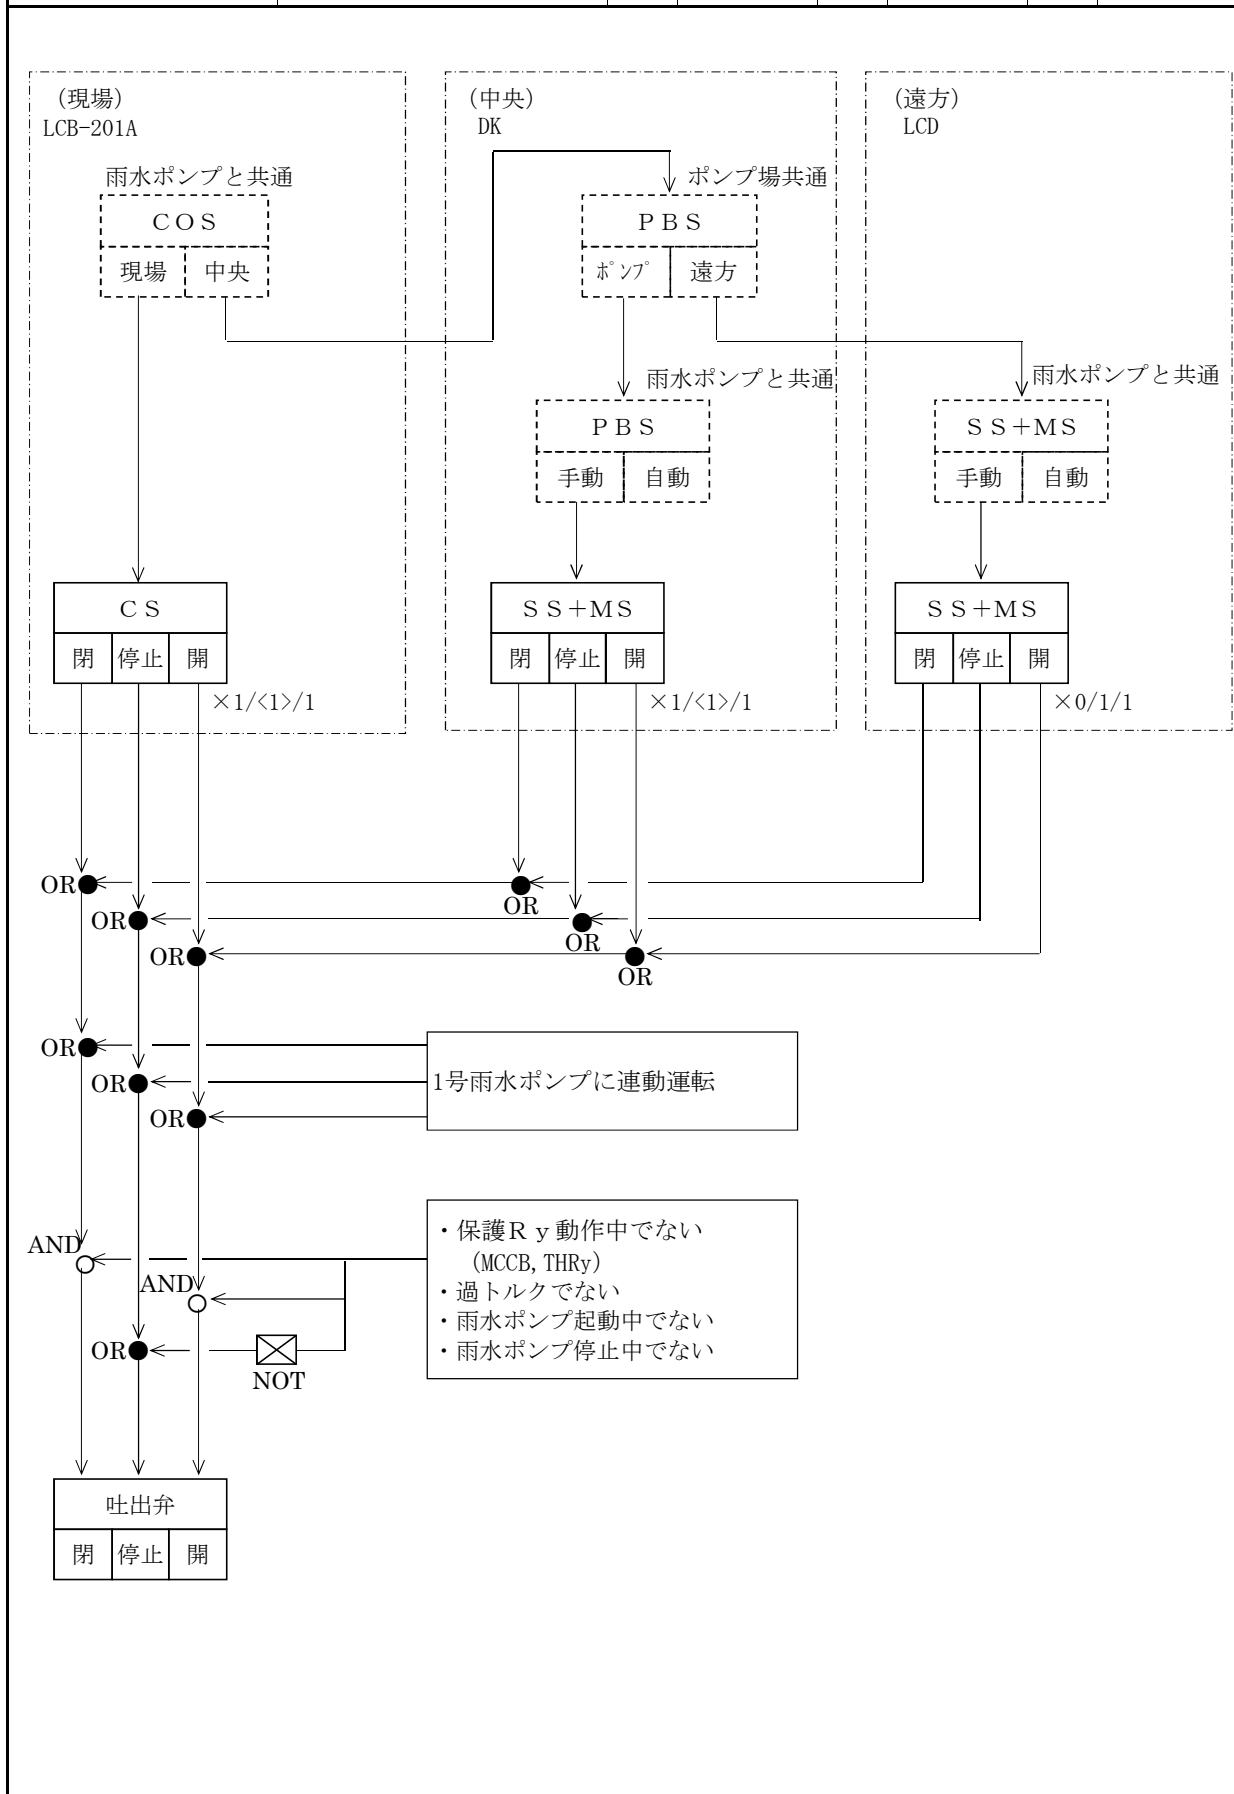 (現場)
LCB-201A
雨水ポンプと共通
ＣＯＳ
現場 中央
(中央)
DK
ポンプ場共通
ＰＢＳ
ﾎﾟﾝﾌﾟ 遠方
雨水ポンプと共通
ＰＢＳ
手動 自動
(遠方)
LCD
雨水ポンプと共通
ＳＳ＋ＭＳ
手動 自動
ＣＳ
閉 停止 開
×1/<1>/1
ＳＳ＋ＭＳ
閉 停止 開
×1/<1>/1
ＳＳ＋ＭＳ
閉 停止 開
×0/1/1
OR
OR
OR
OR
OR
OR
OR
OR
OR
1号雨水ポンプに連動運転
AND
AND
OR
NOT
・保護Ｒｙ動作中でない
(MCCB,THRy)
・過トルクでない
・雨水ポンプ起動中でない
・雨水ポンプ停止中でない
吐出弁
閉 停止 開